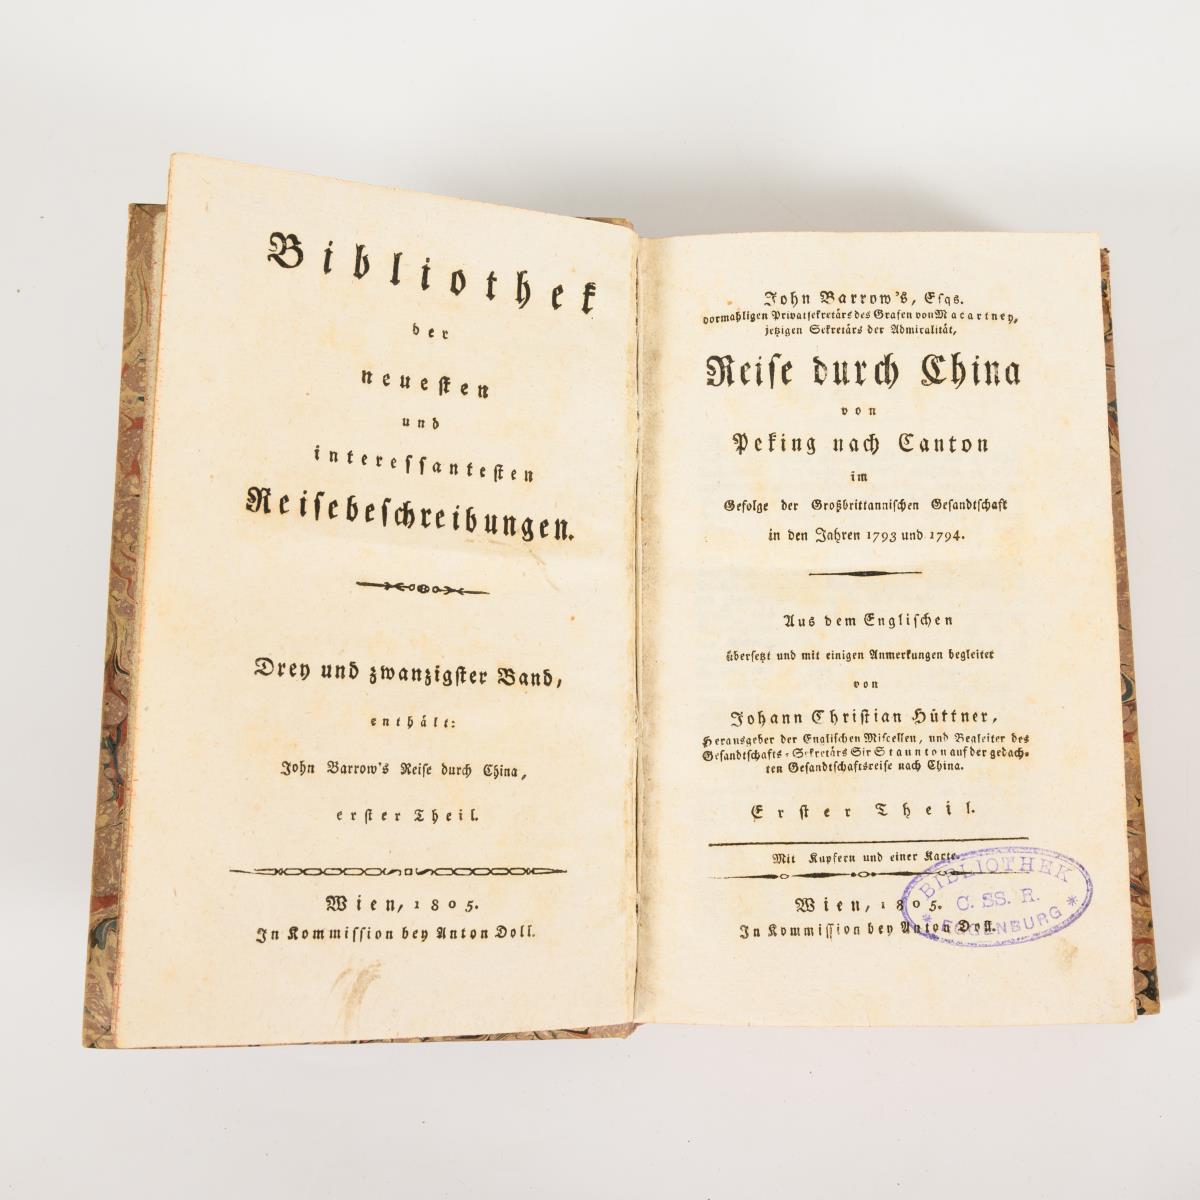 Bibliothek
der
neuesten
und
interessantesten
Reisebeschreibungen.
Drey und zwanzigster Band,
enthält:
John Barrow's Reise durch China,
erster Theil.
Wien, 1805.
In Kommission bey Anton Doll.
John Barrow's, Esqs.
vormahligen Privatsekretärs des Grafen von Macartney,
jetzigen Sekretärs der Admiralität,
Reise durch China
von
Peking nach Canton
im
Gefolge der Großbrittannischen Gesandtschaft
in den Jahren 1793 und 1794.
Aus dem Englischen
übersetzt und mit einigen Anmerkungen begleitet
von
Johann Christian Hüttner,
Herausgeber der Englischen Miscellen, und Begleiter des
Gesandtschafts-Sekretärs Sir Staunton auf der gedach-
ten Gesandtschaftsreise nach China.
Erster Theil.
Mit Kupfern und einer Karte.
Wien, 1805.
In Kommission bey Anton Doll.
BIBLIOTHEK
C. SS. R.
* EGGENBURG *